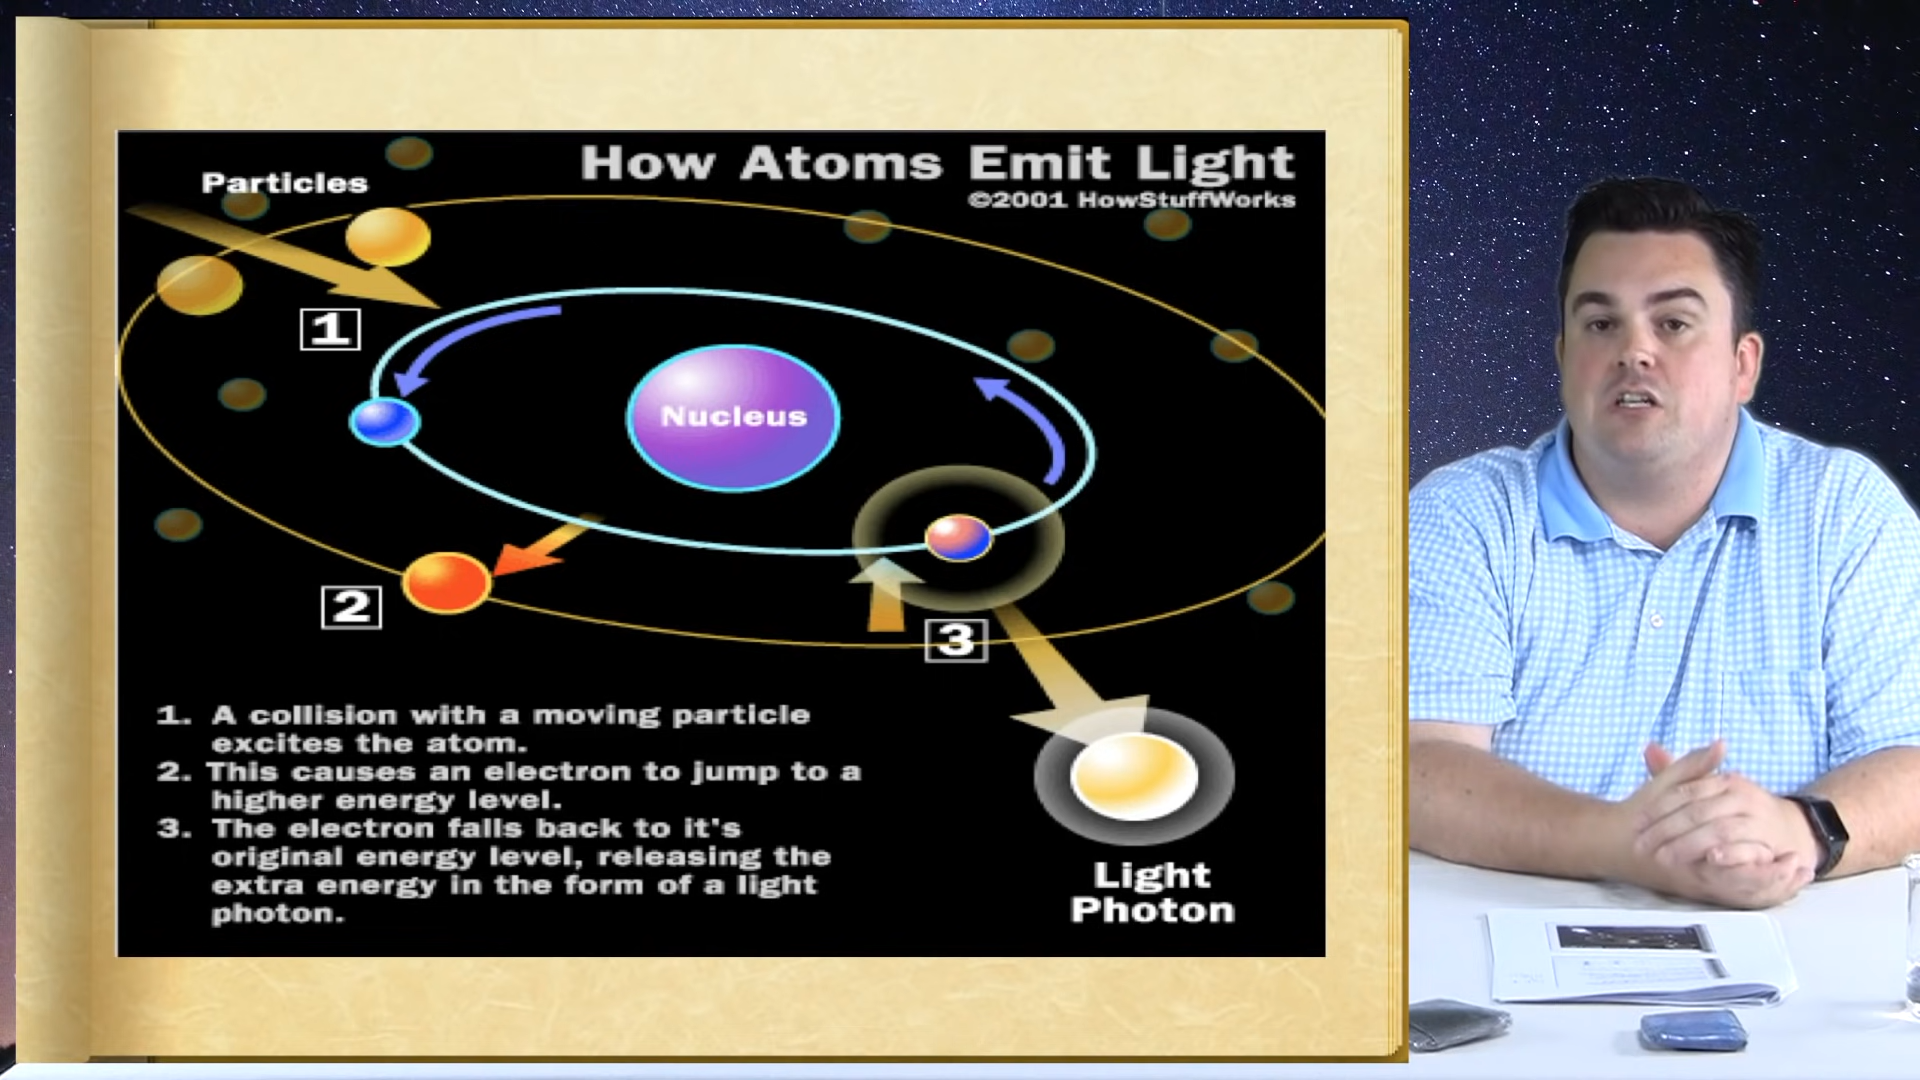 How Atoms Emit Light
©2001 HowStuffWorks
Particles
1
Nucleus
2
3
1. A collision with a moving particle
excites the atom.
2. This causes an electron to jump to a
higher energy level.
3. The electron falls back to it's
original energy level, releasing the
extra energy in the form of a light
photon.
Light
Photon